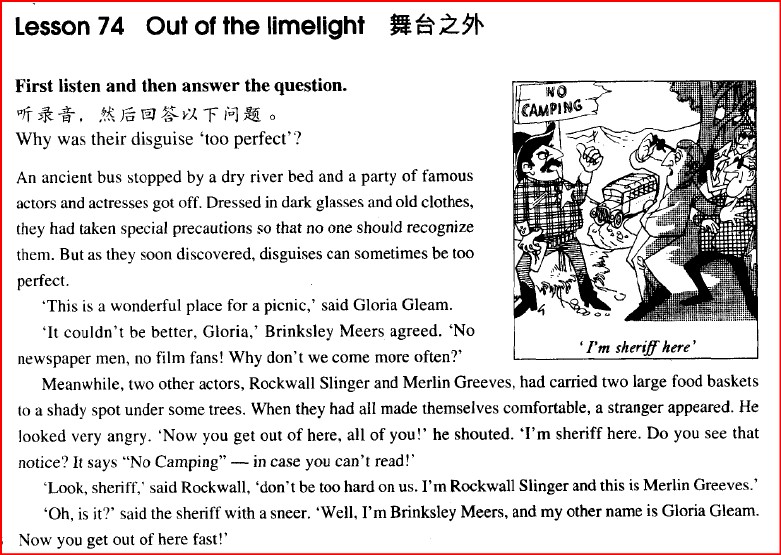 Lesson 74 Out of the limelight 舞台之外
First listen and then answer the question.
听录音，然后回答以下问题。
Why was their disguise ‘too perfect’?
An ancient bus stopped by a dry river bed and a party of famous
actors and actresses got off. Dressed in dark glasses and old clothes,
they had taken special precautions so that no one should recognize
them. But as they soon discovered, disguises can sometimes be too
perfect.
‘This is a wonderful place for a picnic,’ said Gloria Gleam.
‘It couldn’t be better, Gloria,’ Brinksley Meers agreed. ‘No
newspaper men, no film fans! Why don’t we come more often?’
NO
CAMPING
‘I’m sheriff here’
Meanwhile, two other actors, Rockwall Slinger and Merlin Greeves, had carried two large food baskets
to a shady spot under some trees. When they had all made themselves comfortable, a stranger appeared. He
looked very angry. ‘Now you get out of here, all of you!’ he shouted. ‘I’m sheriff here. Do you see that
notice? It says “No Camping” — in case you can’t read!’
‘Look, sheriff,’ said Rockwall, ‘don’t be too hard on us. I’m Rockwall Slinger and this is Merlin Greeves.’
‘Oh, is it?’ said the sheriff with a sneer. ‘Well, I’m Brinksley Meers, and my other name is Gloria Gleam.
Now you get out of here fast!’